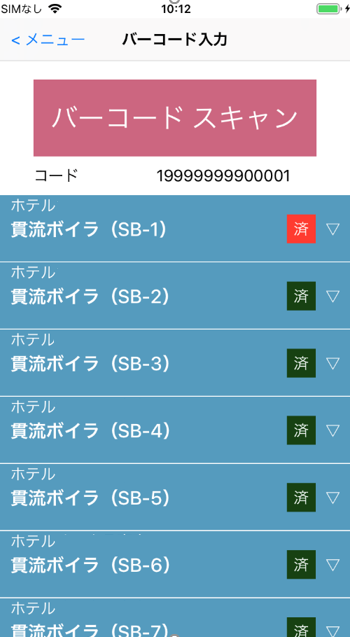 SIMなし 10:12
< メニュー バーコード入力
バーコード スキャン
コード 19999999900001
ホテル
貫流ボイラ（SB-1） 済 ▽
ホテル
貫流ボイラ（SB-2） 済 ▽
ホテル
貫流ボイラ（SB-3） 済 ▽
ホテル
貫流ボイラ（SB-4） 済 ▽
ホテル
貫流ボイラ（SB-5） 済 ▽
ホテル
貫流ボイラ（SB-6） 済 ▽
ホテル
貫流ボイラ（SB-7） 済 ▽